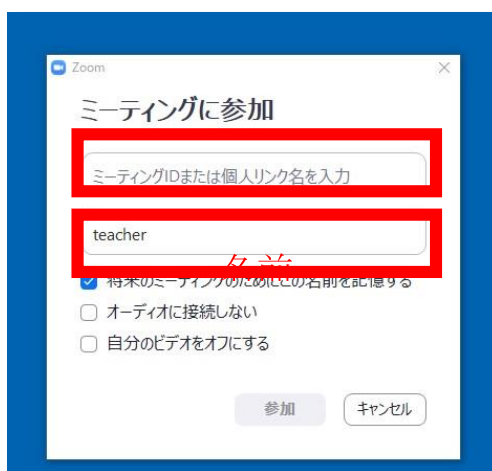 Zoom
ミーティングに参加
ミーティングIDまたは個人リンク名を入力
teacher
名前
将来のミーティングのためにこの名前を記憶する
オーディオに接続しない
自分のビデオをオフにする
参加
キャンセル